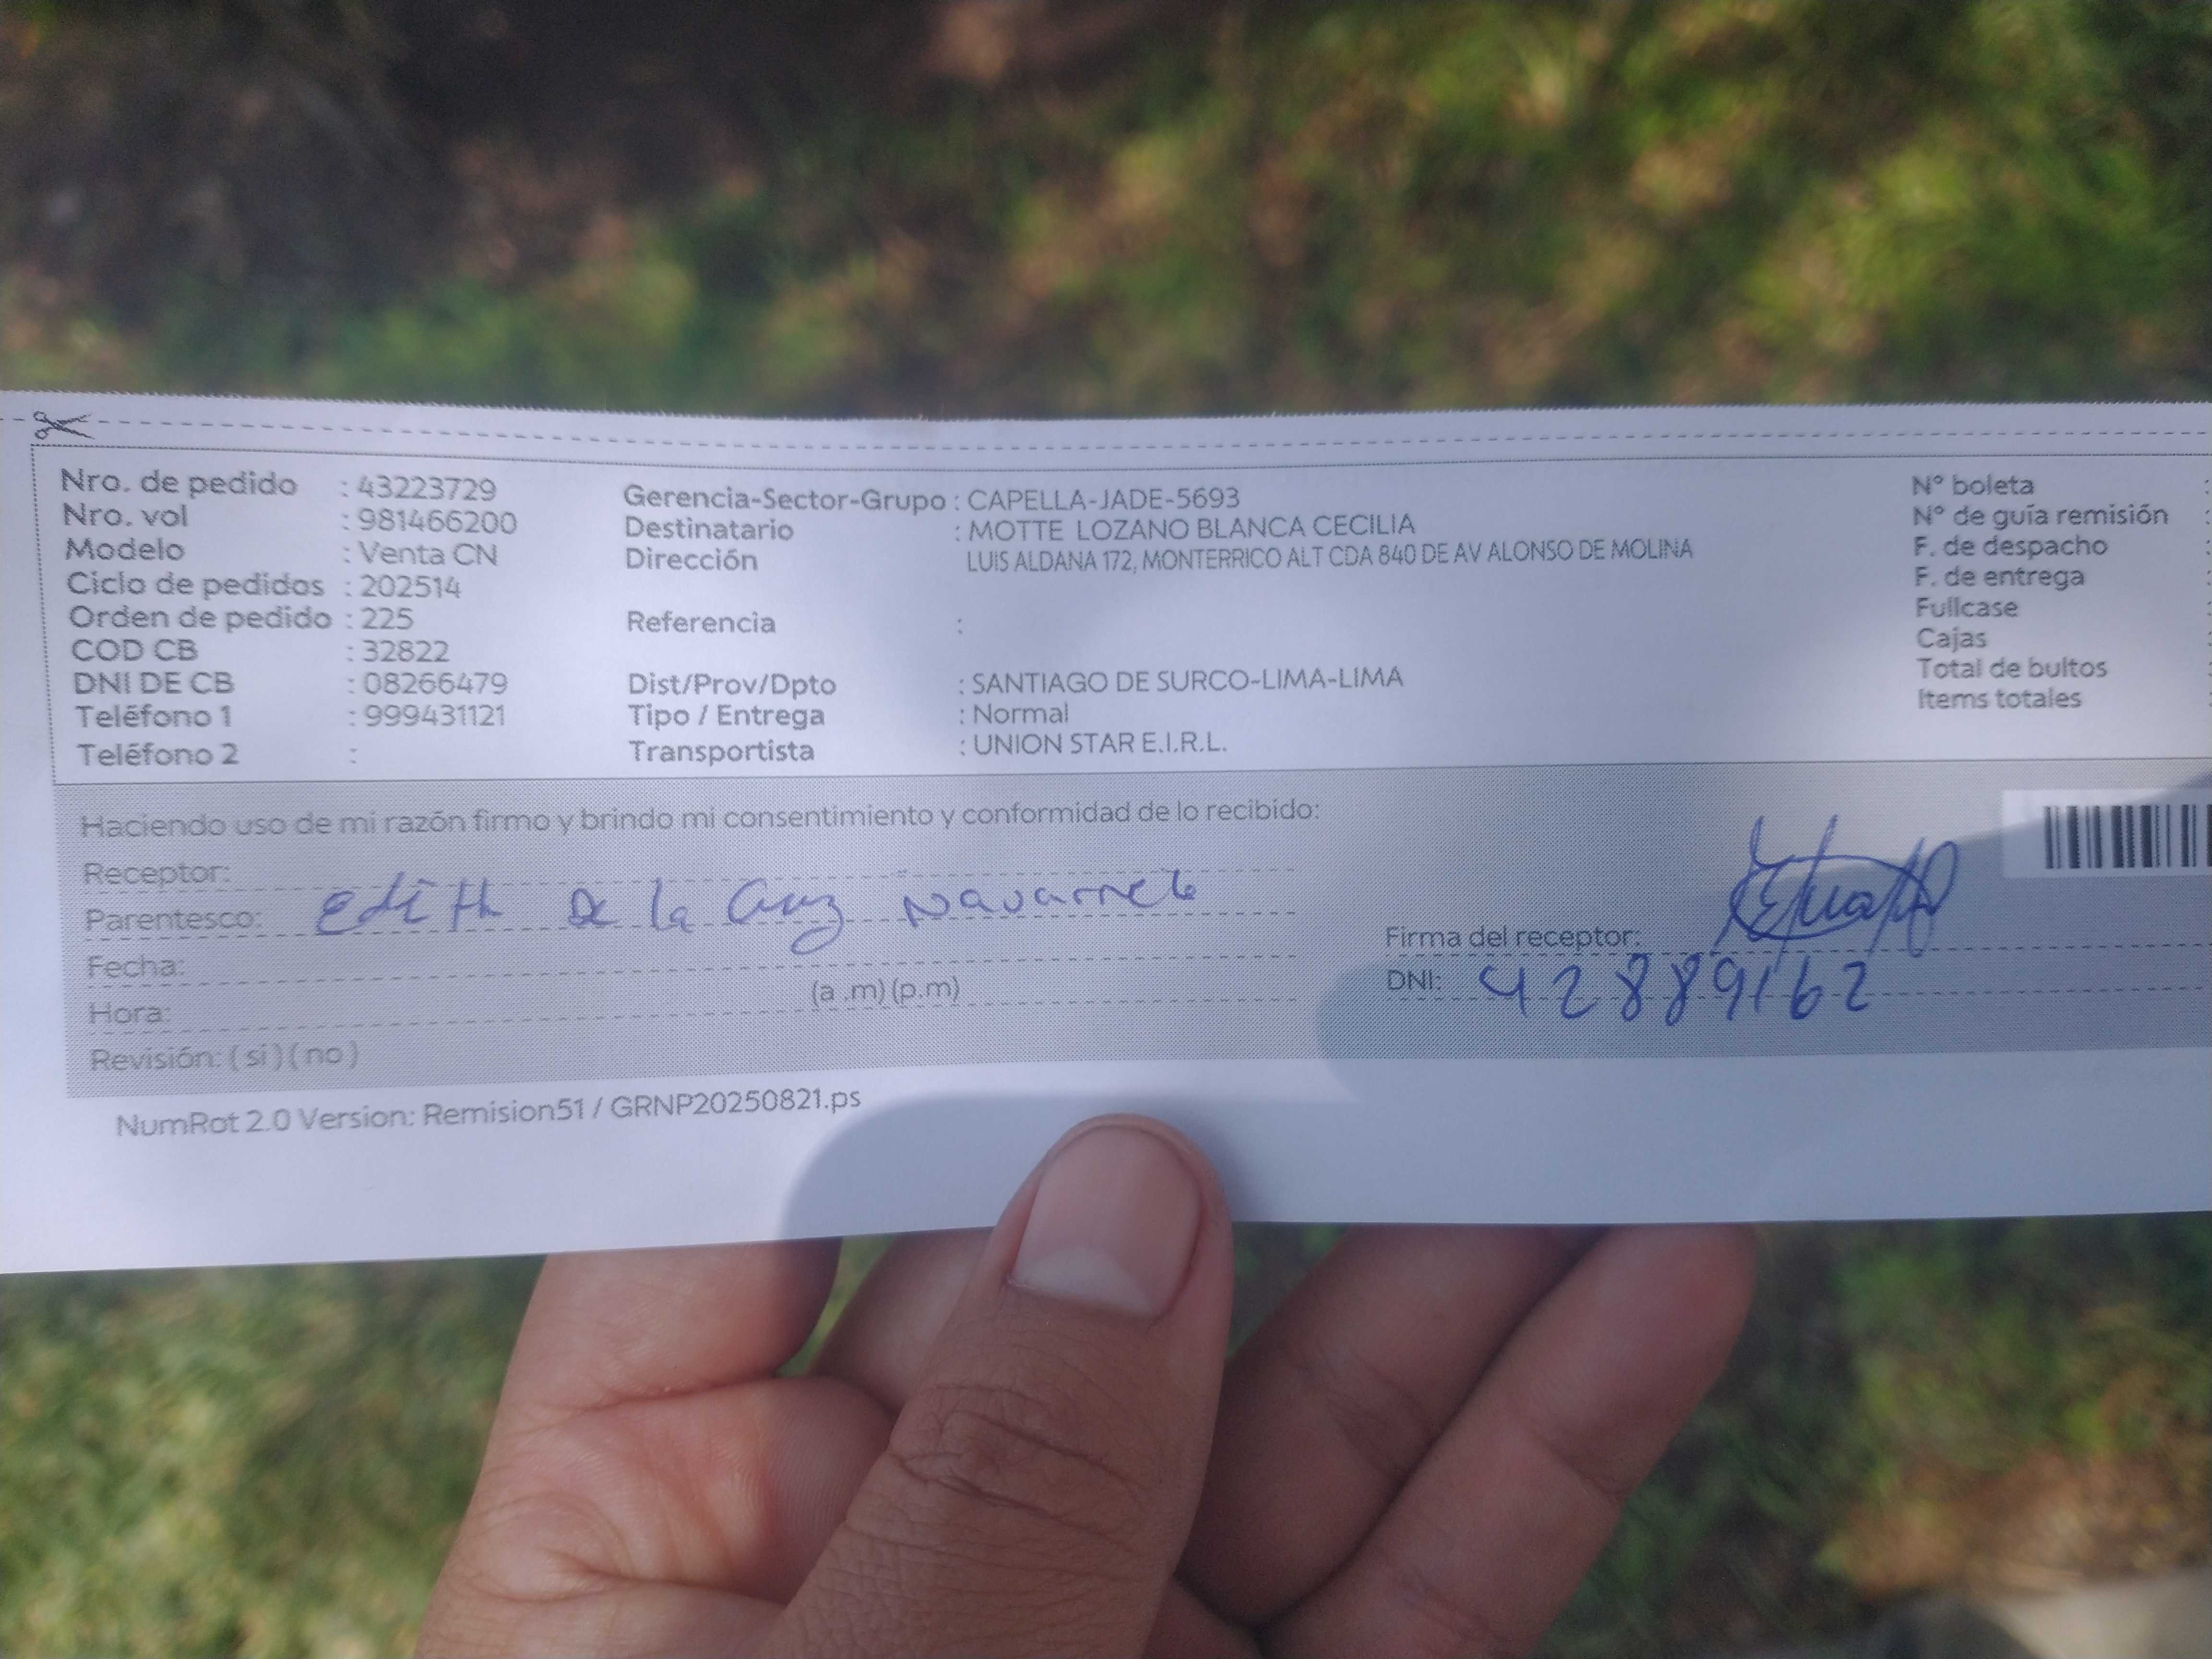 Nro. de pedido : 43223729
Nro. vol : 981466200
Modelo : Venta CN
Ciclo de pedidos : 202514
Orden de pedido : 225
COD CB : 32822
DNI DE CB : 08266479
Teléfono 1 : 999431121
Teléfono 2 :
Gerencia-Sector-Grupo : CAPELLA-JADE-5693
Destinatario : MOTTE LOZANO BLANCA CECILIA
Dirección LUIS ALDANA 172, MONTERRICO ALT CDA 840 DE AV ALONSO DE MOLINA
Referencia :
Dist/Prov/Dpto : SANTIAGO DE SURCO-LIMA-LIMA
Tipo / Entrega : Normal
Transportista : UNION STAR E.I.R.L.
N° boleta :
N° de guía remisión :
F. de despacho :
F. de entrega :
Fullcase :
Cajas :
Total de bultos :
Items totales :
Haciendo uso de mi razón firmo y brindo mi consentimiento y conformidad de lo recibido:
Receptor:
Parentesco: Edith De la Cruz Navarrete
Fecha:
Hora: (a .m) (p.m)
Revisión: ( si ) ( no )
Firma del receptor:
DNI: 42889162
NumRot 2.0 Version: Remision51 / GRNP20250821.ps